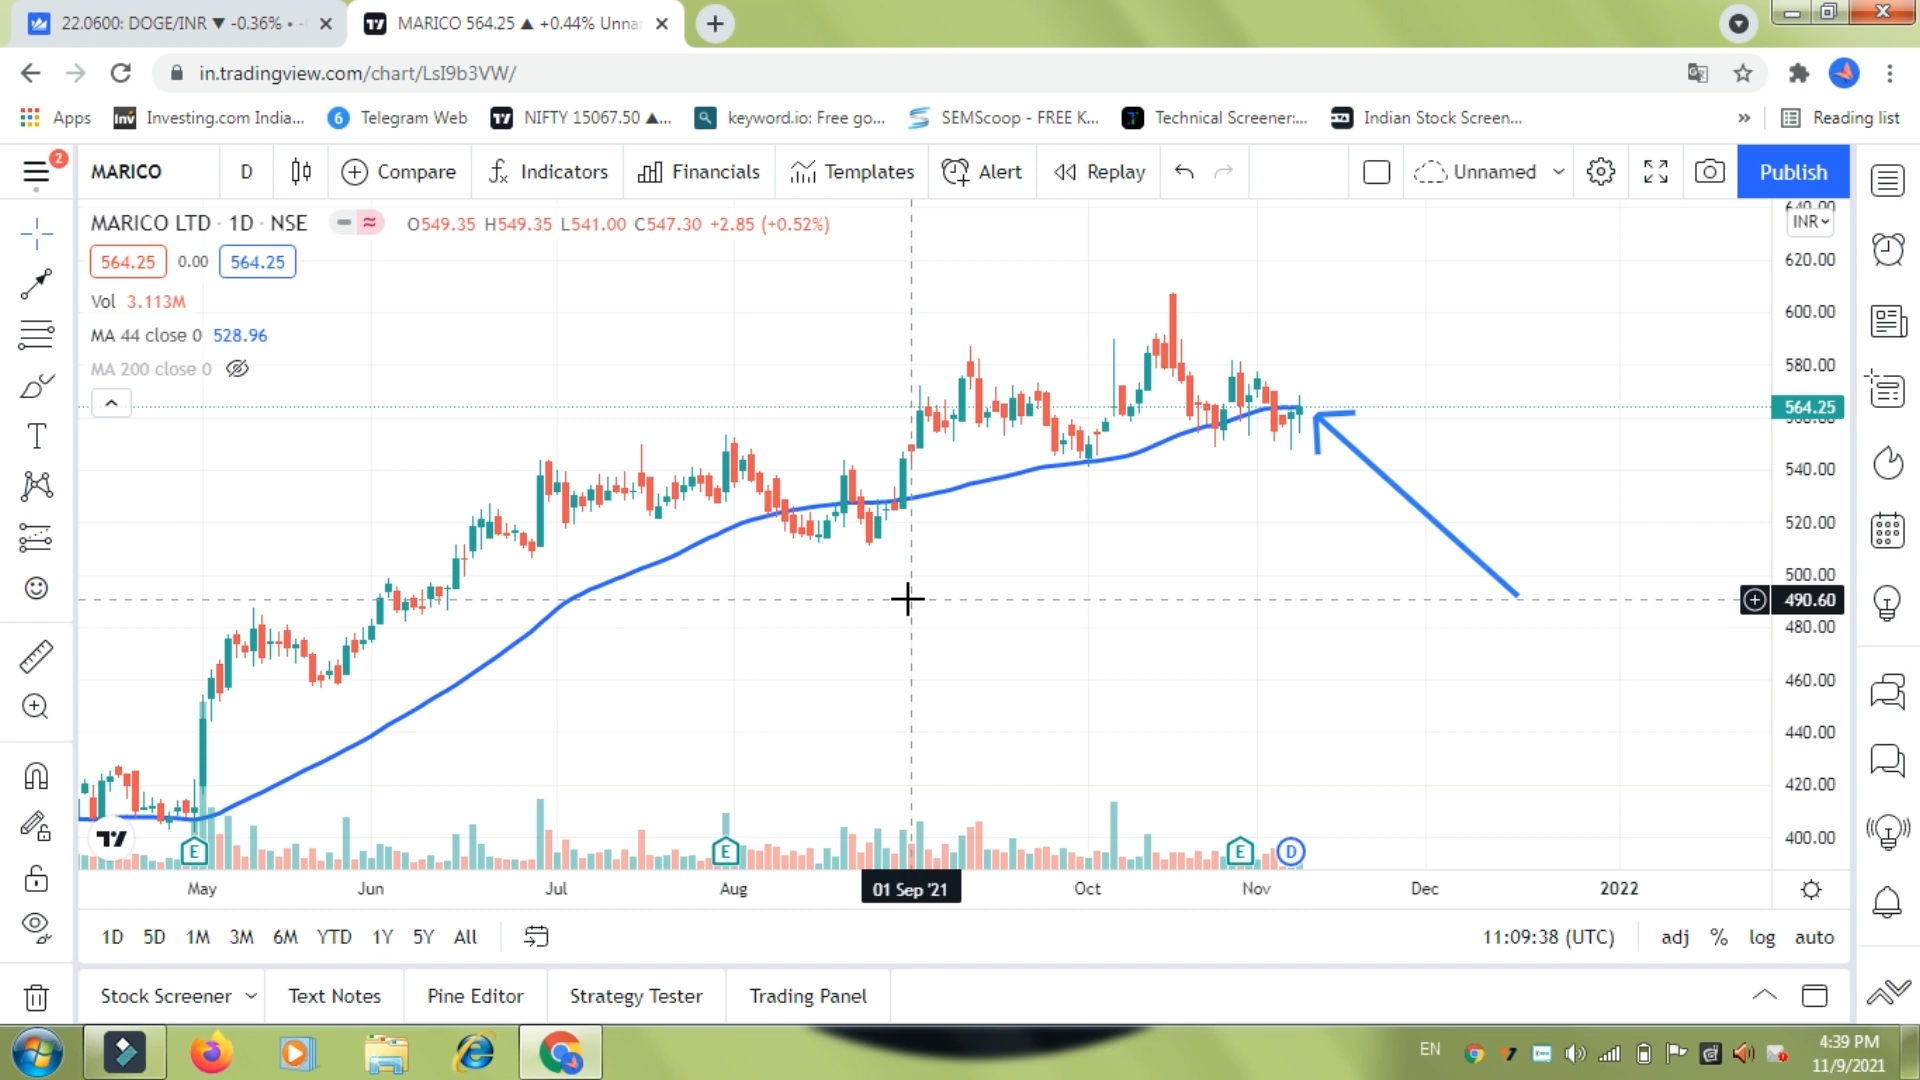 22.0600: DOGE/INR ▼ -0.36% •
MARICO 564.25 ▲ +0.44% Unna
in.tradingview.com/chart/LsI9b3VW/
Apps
Investing.com India...
Telegram Web
NIFTY 15067.50 ▲...
keyword.io: Free go...
SEMScoop - FREE K...
Technical Screener:...
Indian Stock Screen...
»
Reading list
2
MARICO
D
Compare
Indicators
Financials
Templates
Alert
Replay
Unnamed
Publish
MARICO LTD · 1D · NSE
O549.35 H549.35 L541.00 C547.30 +2.85 (+0.52%)
564.25 0.00 564.25
Vol 3.113M
MA 44 close 0 528.96
MA 200 close 0
640.00
INR
620.00
600.00
580.00
564.25
560.00
540.00
520.00
500.00
490.60
480.00
460.00
440.00
420.00
400.00
E
E
E
D
May
Jun
Jul
Aug
01 Sep '21
Oct
Nov
Dec
2022
1D 5D 1M 3M 6M YTD 1Y 5Y All
11:09:38 (UTC)
adj % log auto
Stock Screener
Text Notes
Pine Editor
Strategy Tester
Trading Panel
EN
4:39 PM
11/9/2021